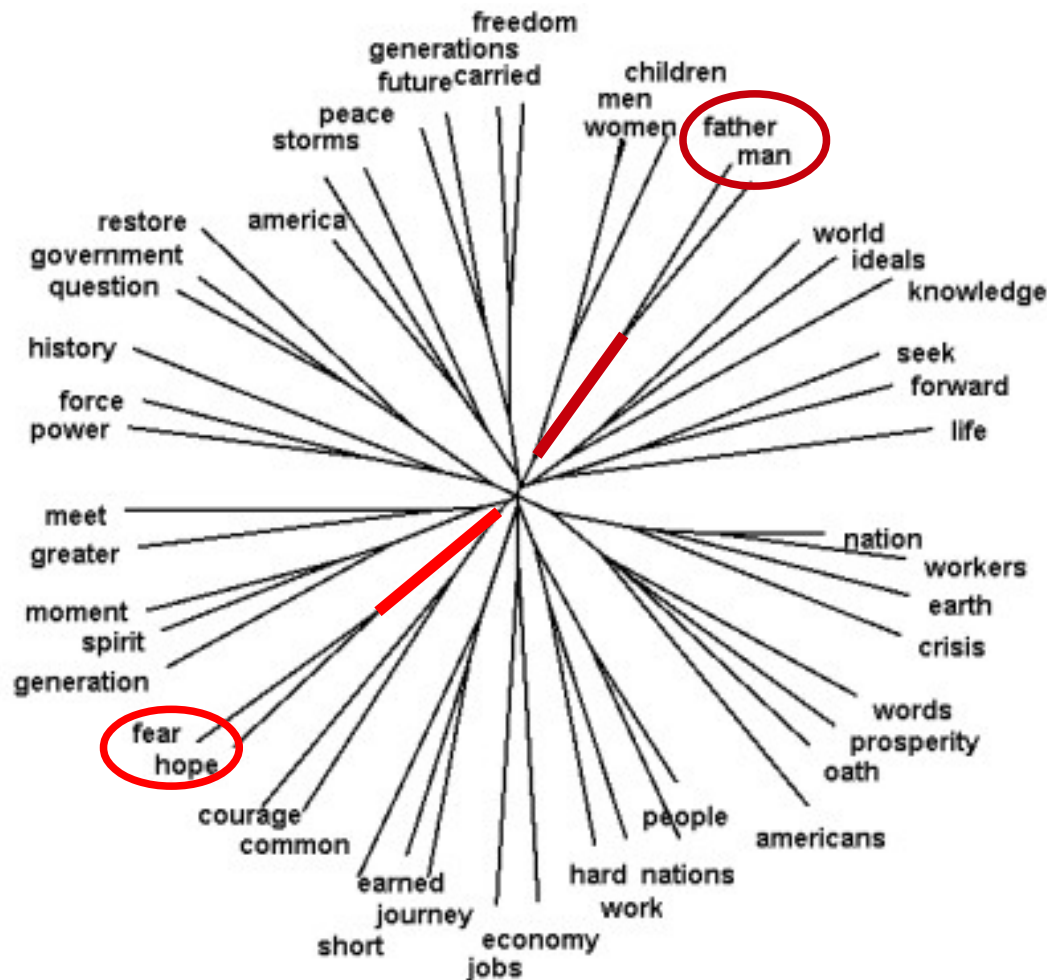 freedom
generations
future carried
children
men
women
father
man
peace
storms
america
restore
government
question
history
force
power
world
ideals
knowledge
seek
forward
life
meet
greater
moment
spirit
generation
fear
hope
courage
common
earned
journey
short
economy
jobs
hard nations
work
people
americans
oath
prosperity
words
crisis
earth
workers
nation